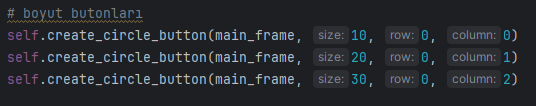 # boyut butonları
self.create_circle_button(main_frame, size: 10, row: 0, column: 0)
self.create_circle_button(main_frame, size: 20, row: 0, column: 1)
self.create_circle_button(main_frame, size: 30, row: 0, column: 2)